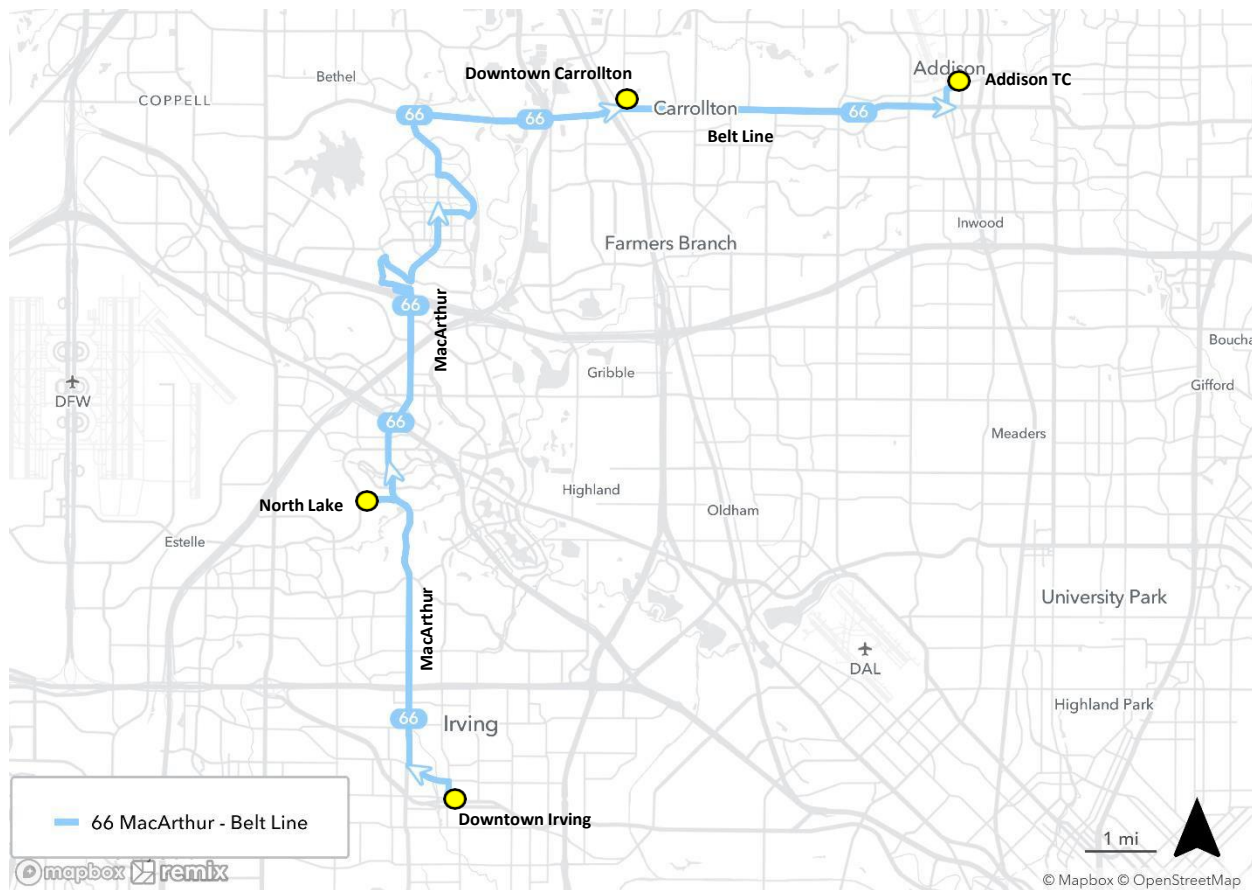 Bethel
COPPELL
Downtown Carrollton
Addison
Addison TC
66
66
Carrollton
66
Belt Line
Inwood
Farmers Branch
66
MacArthur
DFW
Gribble
Gifford
66
Meaders
North Lake
Highland
Oldham
Estelle
MacArthur
University Park
DAL
66
Irving
Highland Park
66 MacArthur - Belt Line
Downtown Irving
1 mi
mapbox remix
© Mapbox © OpenStreetMap